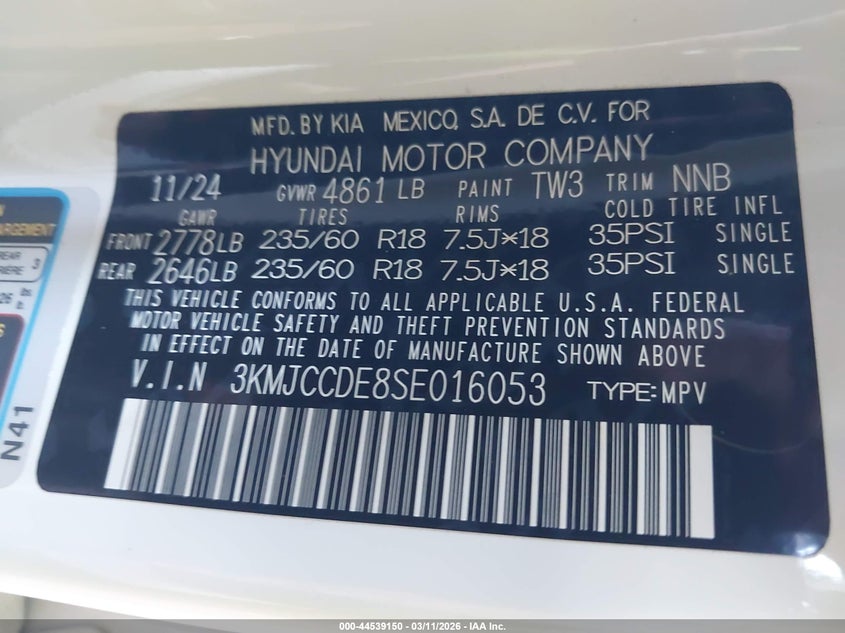 MFD. BY KIA MEXICO, S.A. DE C.V. FOR
HYUNDAI MOTOR COMPANY
11/24 GVWR 4861 LB PAINT TW3 TRIM NNB
GAWR TIRES RIMS COLD TIRE INFL
FRONT 2778LB 235/60 R18 7.5J×18 35PSI SINGLE
REAR 2646LB 235/60 R18 7.5J×18 35PSI SINGLE
THIS VEHICLE CONFORMS TO ALL APPLICABLE U.S.A. FEDERAL
MOTOR VEHICLE SAFETY AND THEFT PREVENTION STANDARDS
IN EFFECT ON THE DATE OF MANUFACTURE SHOWN ABOVE
V.I.N 3KMJCCDE8SE016053 TYPE:MPV
REAR 3
lbs
N41
000-44539150 — 03/11/2026 — IAA Inc.